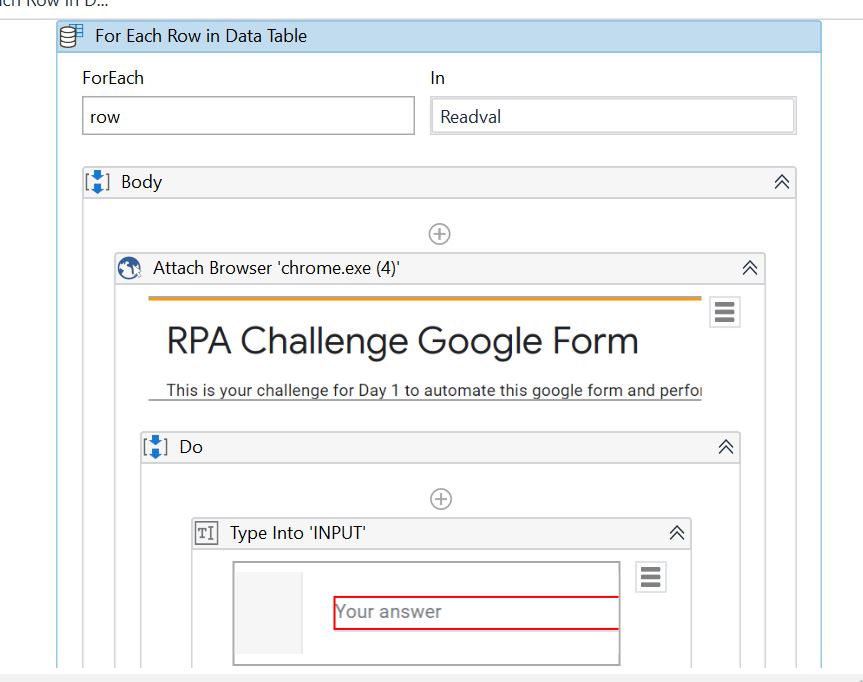 ch Row in D...
For Each Row in Data Table
ForEach
In
row
Readval
Body
Attach Browser 'chrome.exe (4)'
RPA Challenge Google Form
This is your challenge for Day 1 to automate this google form and perfor
Do
TI
Type Into 'INPUT'
Your answer